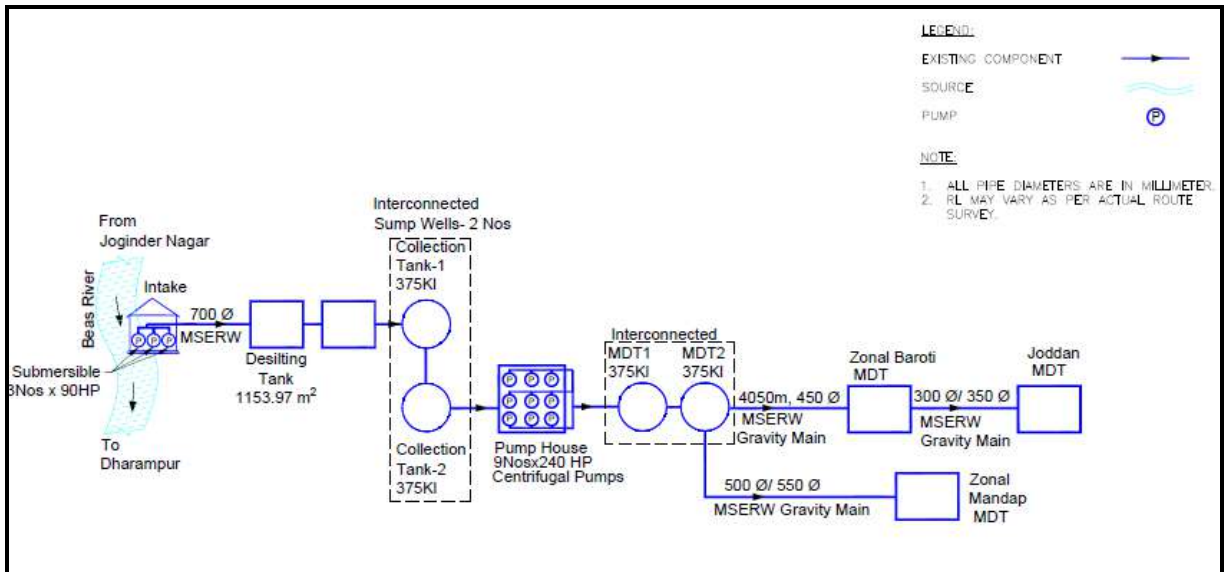 LEGEND:
EXISTING COMPONENT
SOURCE
PUMP
P
NOTE:
1. ALL PIPE DIAMETERS ARE IN MILLIMETER.
2. RL MAY VARY AS PER ACTUAL ROUTE
SURVEY.
From
Joginder Nagar
Beas River
Intake
P P P
Submersible
3Nos x 90HP
To
Dharampur
700 Ø
MSERW
Desilting
Tank
1153.97 m²
Interconnected
Sump Wells- 2 Nos
Collection
Tank-1
375Kl
Collection
Tank-2
375Kl
P P P
P P P
P P P
Pump House
9Nosx240 HP
Centrifugal Pumps
Interconnected
MDT1 MDT2
375Kl 375Kl
4050m, 450 Ø
MSERW
Gravity Main
Zonal Baroti
MDT
300 Ø/ 350 Ø
MSERW
Gravity Main
Joddan
MDT
500 Ø/ 550 Ø
MSERW Gravity Main
Zonal
Mandap
MDT